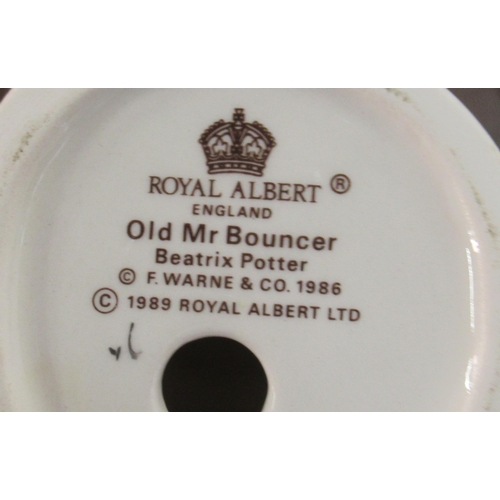 ROYAL ALBERT ®
ENGLAND
Old Mr Bouncer
Beatrix Potter
© F. WARNE & CO. 1986
© 1989 ROYAL ALBERT LTD